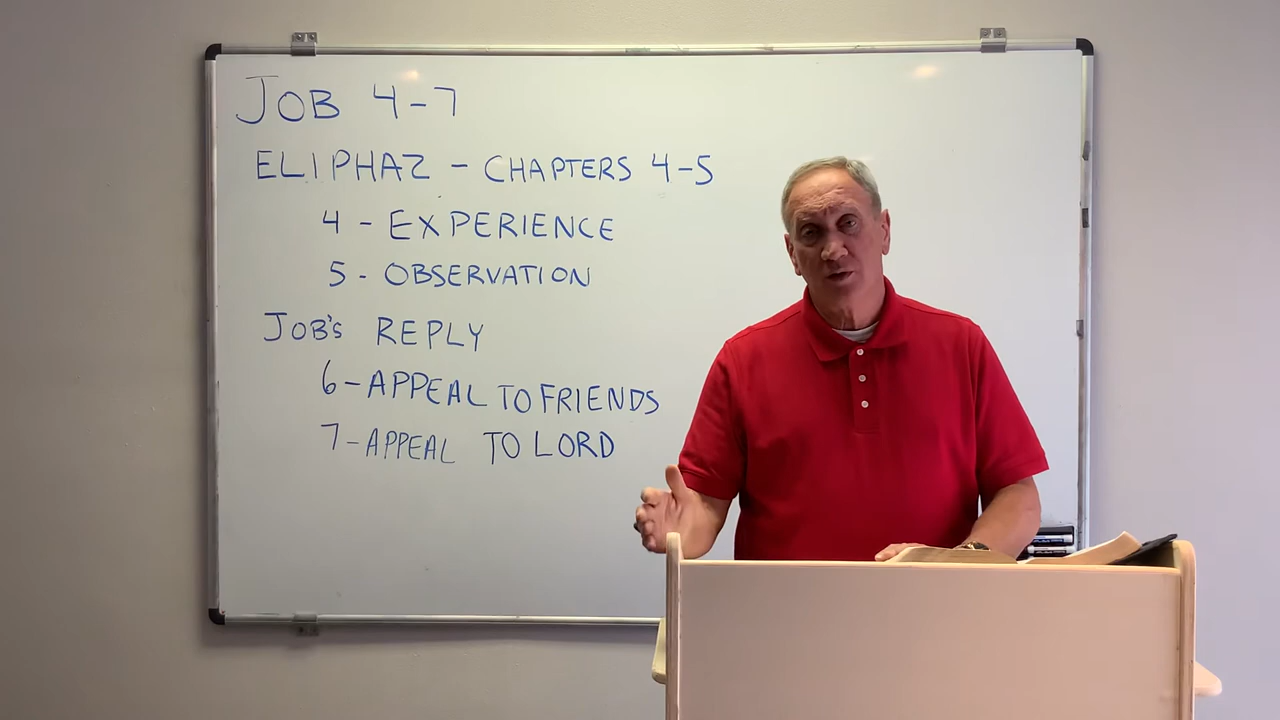 JOB 4-7
ELIPHAZ - CHAPTERS 4-5
4 - EXPERIENCE
5 - OBSERVATION
JOB'S REPLY
6 - APPEAL TO FRIENDS
7 - APPEAL TO LORD